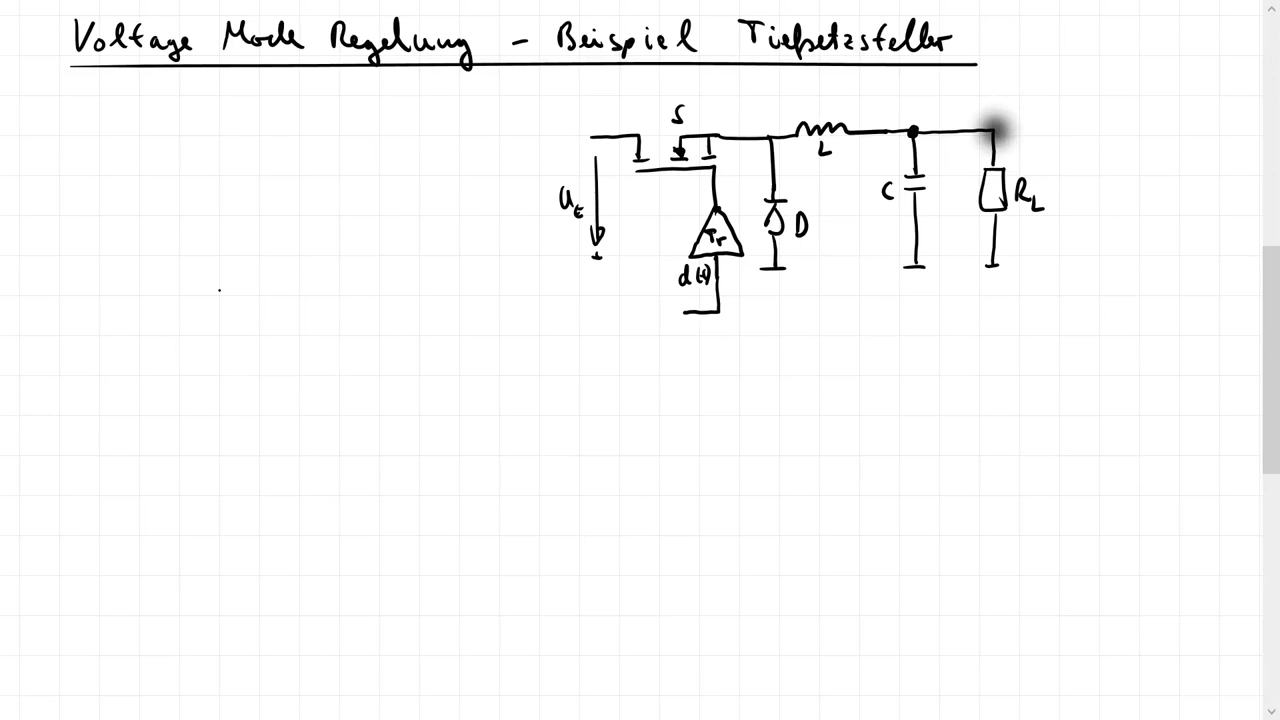 Voltage Mode Regelung - Beispiel Tiefsetzsteller
S
L
U_E
C
R_L
Tr
D
d(t)